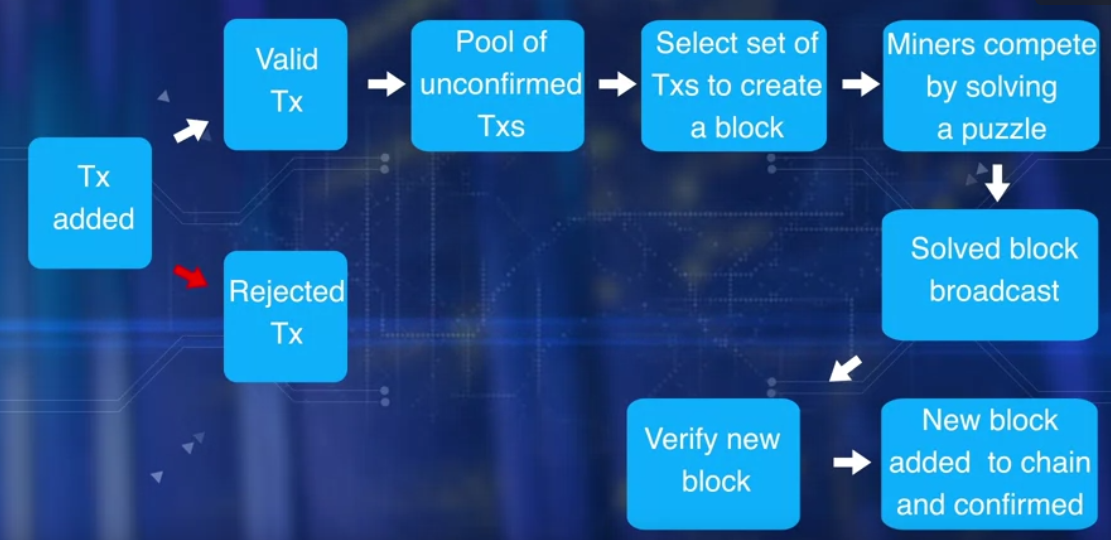 Tx
added
Valid
Tx
Rejected
Tx
Pool of
unconfirmed
Txs
Select set of
Txs to create
a block
Miners compete
by solving
a puzzle
Solved block
broadcast
Verify new
block
New block
added to chain
and confirmed